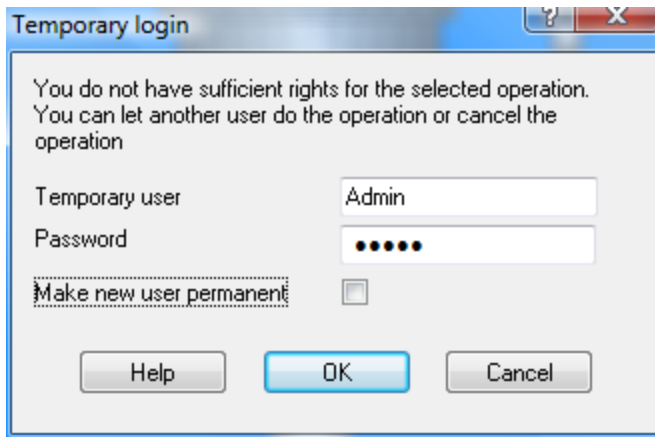 Temporary login
You do not have sufficient rights for the selected operation.
You can let another user do the operation or cancel the
operation
Temporary user Admin
Password •••••
Make new user permanent
Help OK Cancel